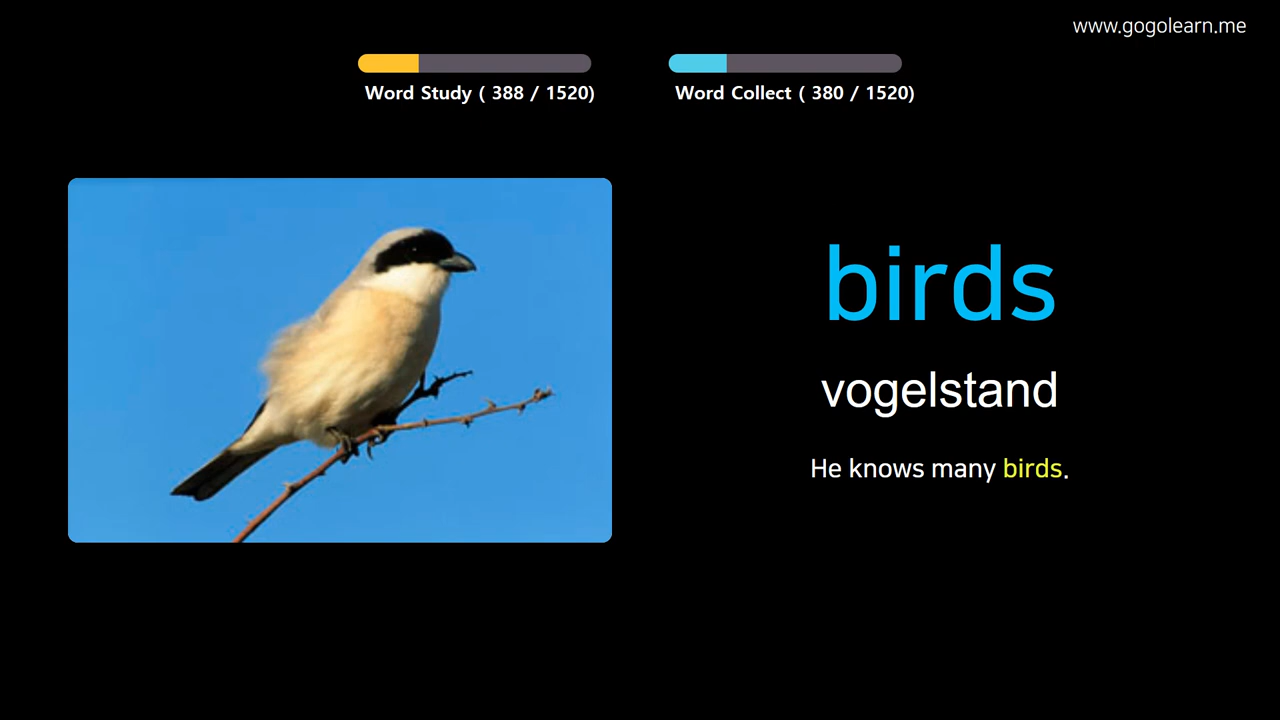 www.gogolearn.me
Word Study ( 388 / 1520)
Word Collect ( 380 / 1520)
birds
vogelstand
He knows many birds.